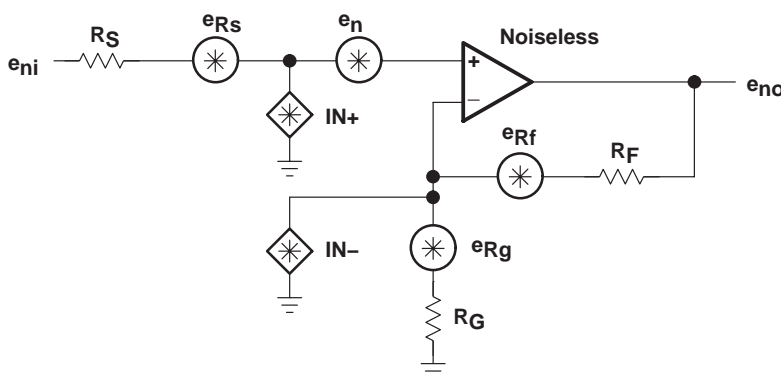 eRs
en
Noiseless
RS
eni
+
−
eno
IN+
eRf
RF
IN−
eRg
RG